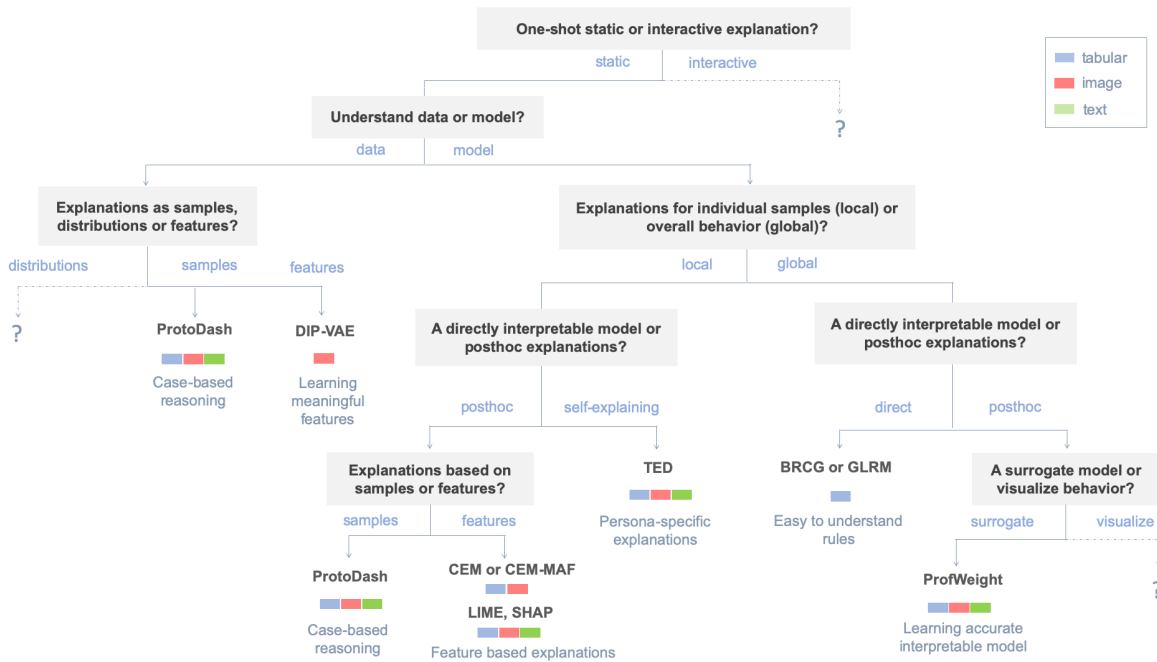 One-shot static or interactive explanation?
static
interactive
tabular
image
text
Understand data or model?
?
data
model
Explanations as samples,
distributions or features?
Explanations for individual samples (local) or
overall behavior (global)?
distributions
samples
features
local
global
?
ProtoDash
Case-based
reasoning
DIP-VAE
Learning
meaningful
features
A directly interpretable model or
posthoc explanations?
A directly interpretable model or
posthoc explanations?
posthoc
self-explaining
direct
posthoc
Explanations based on
samples or features?
TED
Persona-specific
explanations
BRCG or GLRM
Easy to understand
rules
A surrogate model or
visualize behavior?
samples
features
surrogate
visualize
ProtoDash
Case-based
reasoning
CEM or CEM-MAF
LIME, SHAP
Feature based explanations
ProfWeight
Learning accurate
interpretable model
?